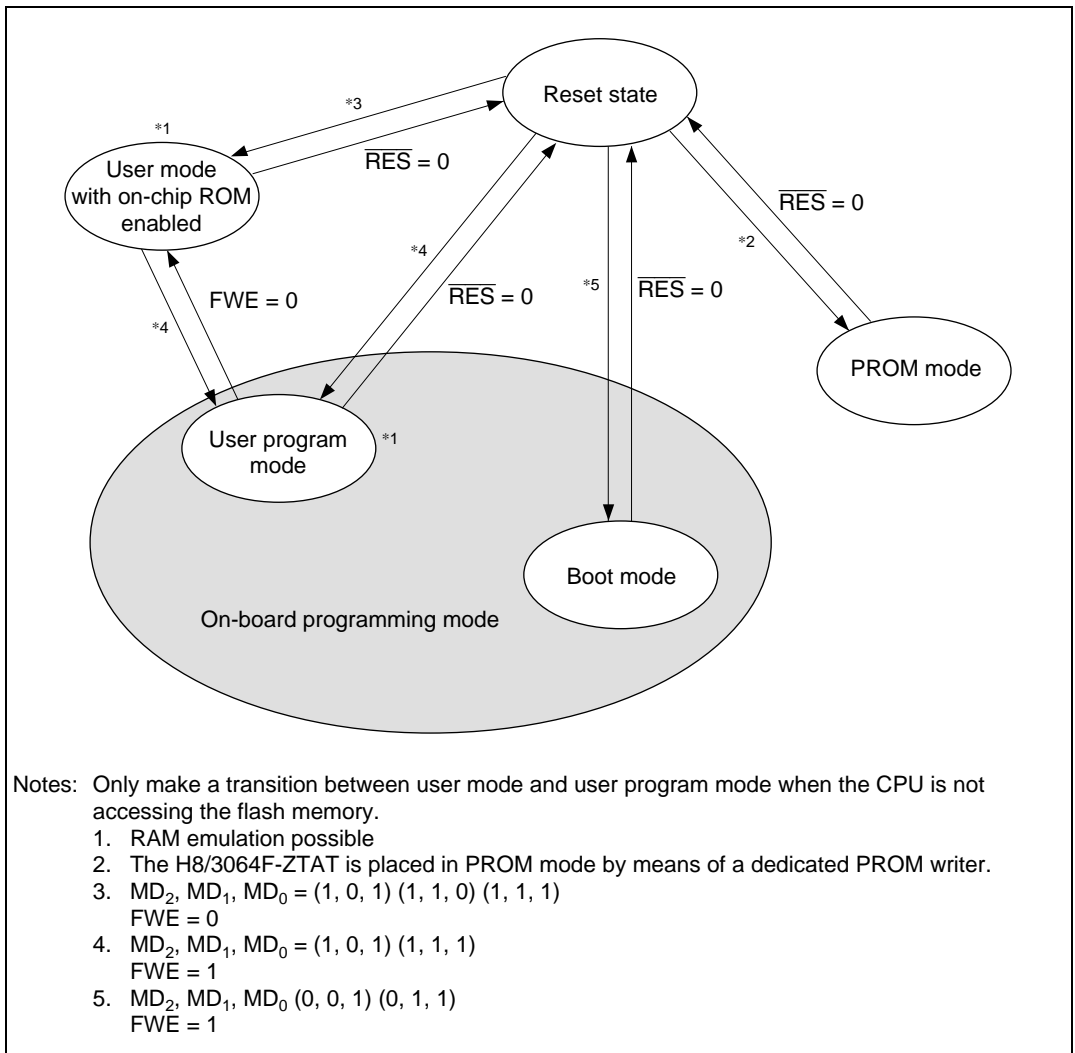 Reset state
*3
*1
User mode
with on-chip ROM
enabled
R̅E̅S̅ = 0
R̅E̅S̅ = 0
*4
*2
FWE = 0
R̅E̅S̅ = 0
*5
R̅E̅S̅ = 0
*4
PROM mode
User program
mode
*1
Boot mode
On-board programming mode
Notes: Only make a transition between user mode and user program mode when the CPU is not
accessing the flash memory.
1. RAM emulation possible
2. The H8/3064F-ZTAT is placed in PROM mode by means of a dedicated PROM writer.
3. MD₂, MD₁, MD₀ = (1, 0, 1) (1, 1, 0) (1, 1, 1)
FWE = 0
4. MD₂, MD₁, MD₀ = (1, 0, 1) (1, 1, 1)
FWE = 1
5. MD₂, MD₁, MD₀ (0, 0, 1) (0, 1, 1)
FWE = 1